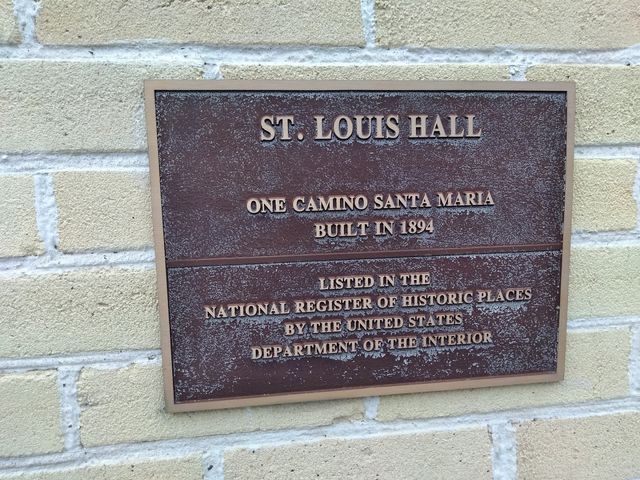 ST. LOUIS HALL
ONE CAMINO SANTA MARIA
BUILT IN 1894
LISTED IN THE
NATIONAL REGISTER OF HISTORIC PLACES
BY THE UNITED STATES
DEPARTMENT OF THE INTERIOR